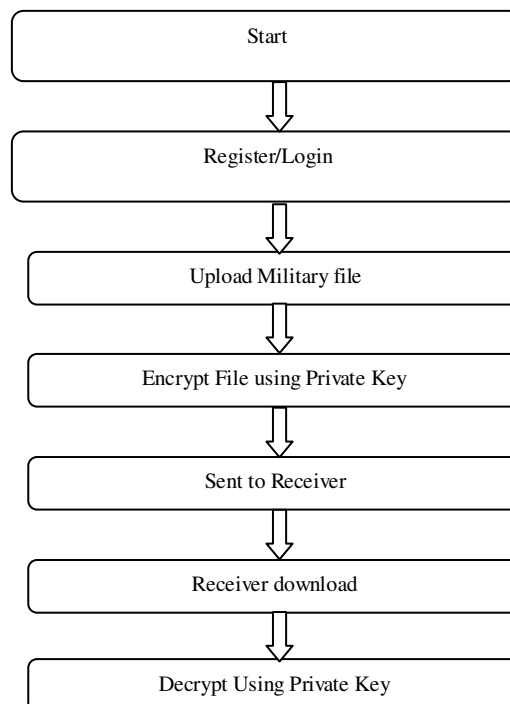 Start
Register/Login
Upload Military file
Encrypt File using Private Key
Sent to Receiver
Receiver download
Decrypt Using Private Key